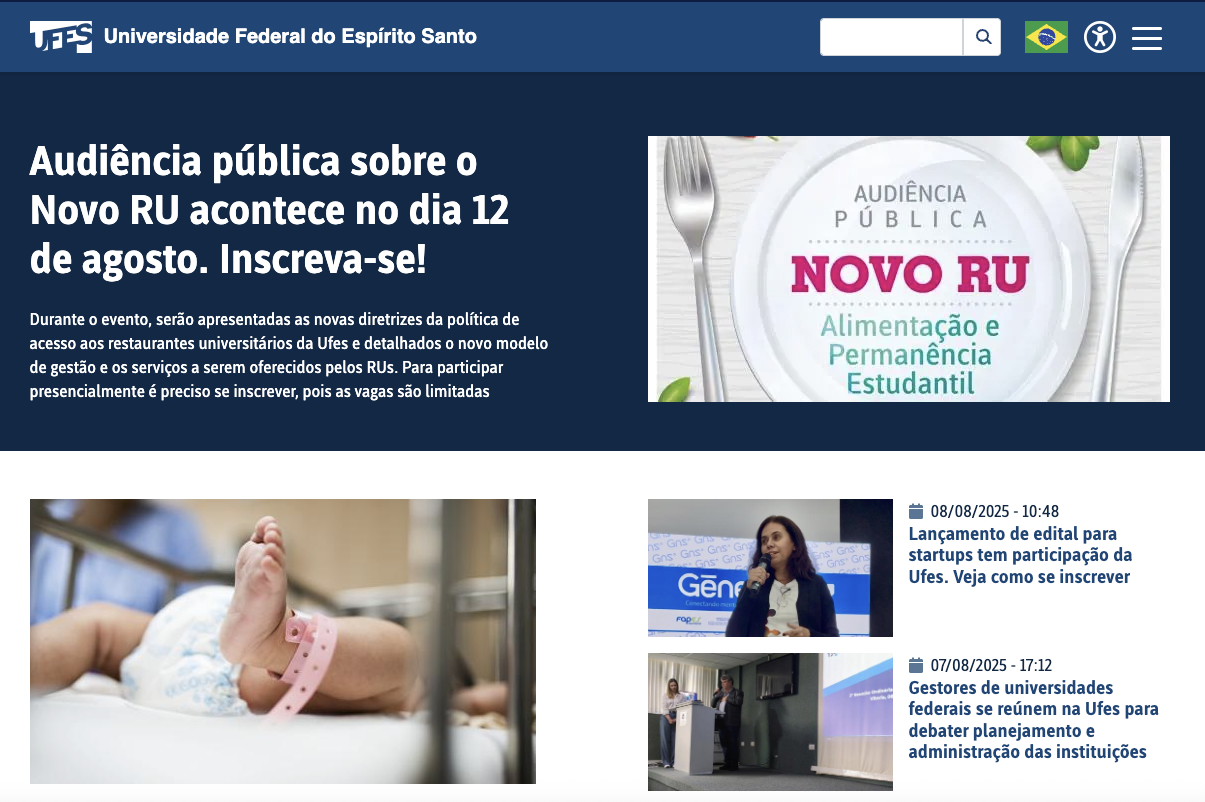 UFES Universidade Federal do Espírito Santo
Audiência pública sobre o
Novo RU acontece no dia 12
de agosto. Inscreva-se!
Durante o evento, serão apresentadas as novas diretrizes da política de
acesso aos restaurantes universitários da Ufes e detalhados o novo modelo
de gestão e os serviços a serem oferecidos pelos RUs. Para participar
presencialmente é preciso se inscrever, pois as vagas são limitadas
AUDIÊNCIA
PÚBLICA
NOVO RU
Alimentação e
Permanência
Estudantil
Gêne
08/08/2025 - 10:48
Lançamento de edital para
startups tem participação da
Ufes. Veja como se inscrever
07/08/2025 - 17:12
Gestores de universidades
federais se reúnem na Ufes para
debater planejamento e
administração das instituições